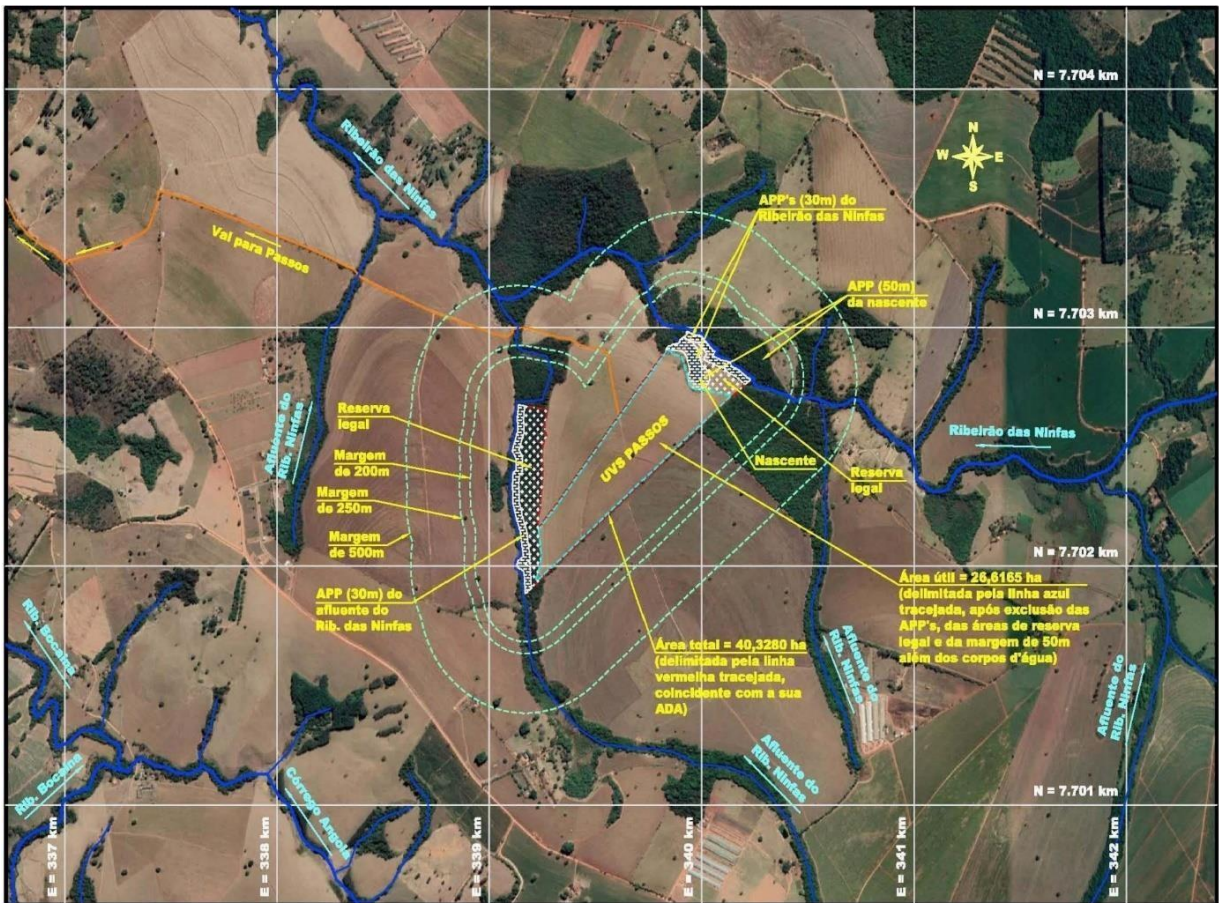 N = 7.704 km
N
W E
S
Ribeirão das Ninfas
APP's (30m) do
Ribeirão das Ninfas
Vai para Passos
APP (50m)
da nascente
N = 7.703 km
Reserva
legal
Afluente do
Rib. Ninfas
UVS PASSOS
Ribeirão das Ninfas
Margem
de 200m
Nascente
Reserva
legal
Margem
de 250m
Margem
de 500m
N = 7.702 km
APP (30m) do
afluente do
Rib. das Ninfas
Área útil = 26,6165 ha
(delimitada pela linha azul
tracejada, após exclusão das
APP's, das áreas de reserva
legal e da margem de 50m
além dos corpos d'água)
Rib. Bocaina
Área total = 40,3280 ha
(delimitada pela linha
vermelha tracejada,
coincidente com a sua
ADA)
Afluente do
Rib. Ninfas
Afluente do
Rib. Ninfas
Rib. Bocaina
Córrego Angola
Afluente do
Rib. Ninfas
N = 7.701 km
E = 337 km
E = 338 km
E = 339 km
E = 340 km
E = 341 km
E = 342 km